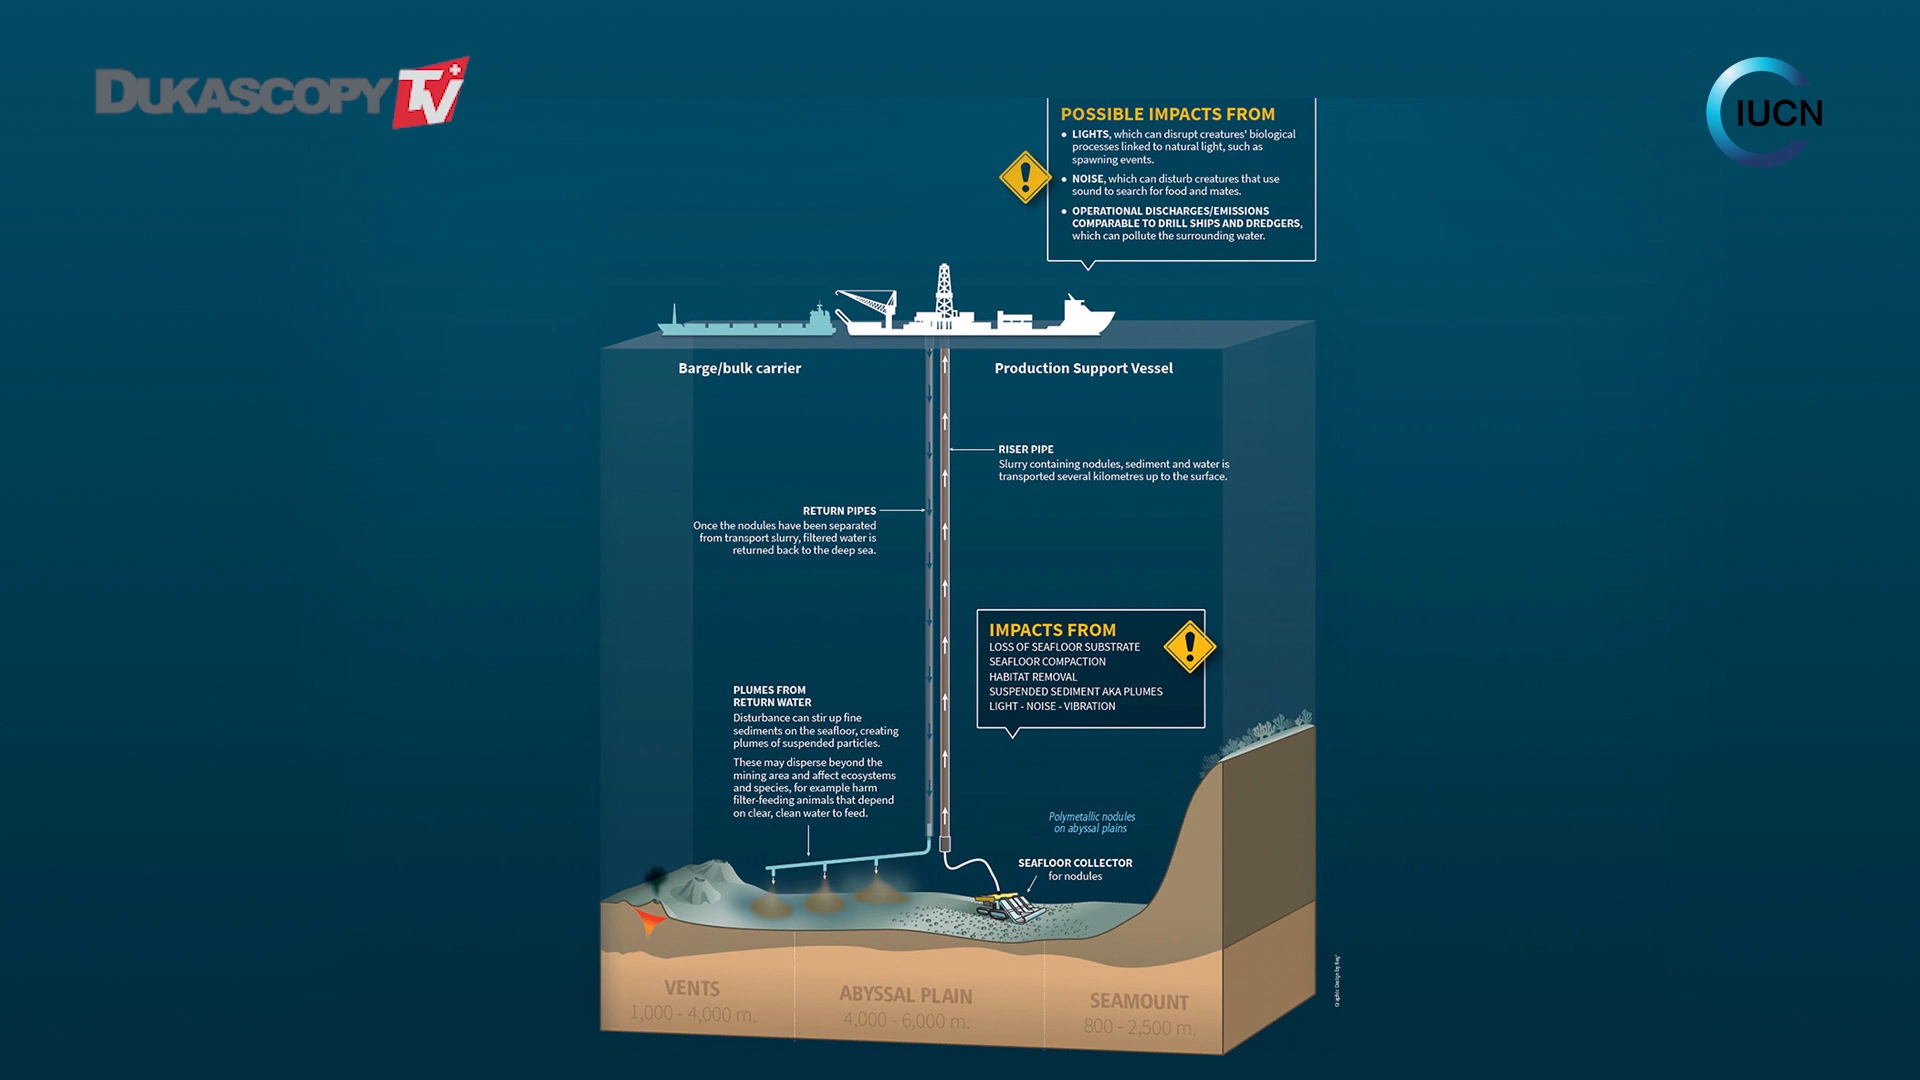 DUKASCOPY TV
IUCN
POSSIBLE IMPACTS FROM
• LIGHTS, which can disrupt creatures' biological
processes linked to natural light, such as
spawning events.
• NOISE, which can disturb creatures that use
sound to search for food and mates.
• OPERATIONAL DISCHARGES/EMISSIONS
COMPARABLE TO DRILL SHIPS AND DREDGERS,
which can pollute the surrounding water.
Barge/bulk carrier
Production Support Vessel
RISER PIPE
Slurry containing nodules, sediment and water is
transported several kilometres up to the surface.
RETURN PIPES
Once the nodules have been separated
from transport slurry, filtered water is
returned back to the deep sea.
IMPACTS FROM
LOSS OF SEAFLOOR SUBSTRATE
SEAFLOOR COMPACTION
HABITAT REMOVAL
SUSPENDED SEDIMENT AKA PLUMES
LIGHT - NOISE - VIBRATION
PLUMES FROM
RETURN WATER
Disturbance can stir up fine
sediments on the seafloor, creating
plumes of suspended particles.
These may disperse beyond the
mining area and affect ecosystems
and species, for example harm
filter-feeding animals that depend
on clear, clean water to feed.
Polymetallic nodules
on abyssal plains
SEAFLOOR COLLECTOR
for nodules
VENTS
1,000 - 4,000 m.
ABYSSAL PLAIN
4,000 - 6,000 m.
SEAMOUNT
800 - 2,500 m.
Graphic Design by